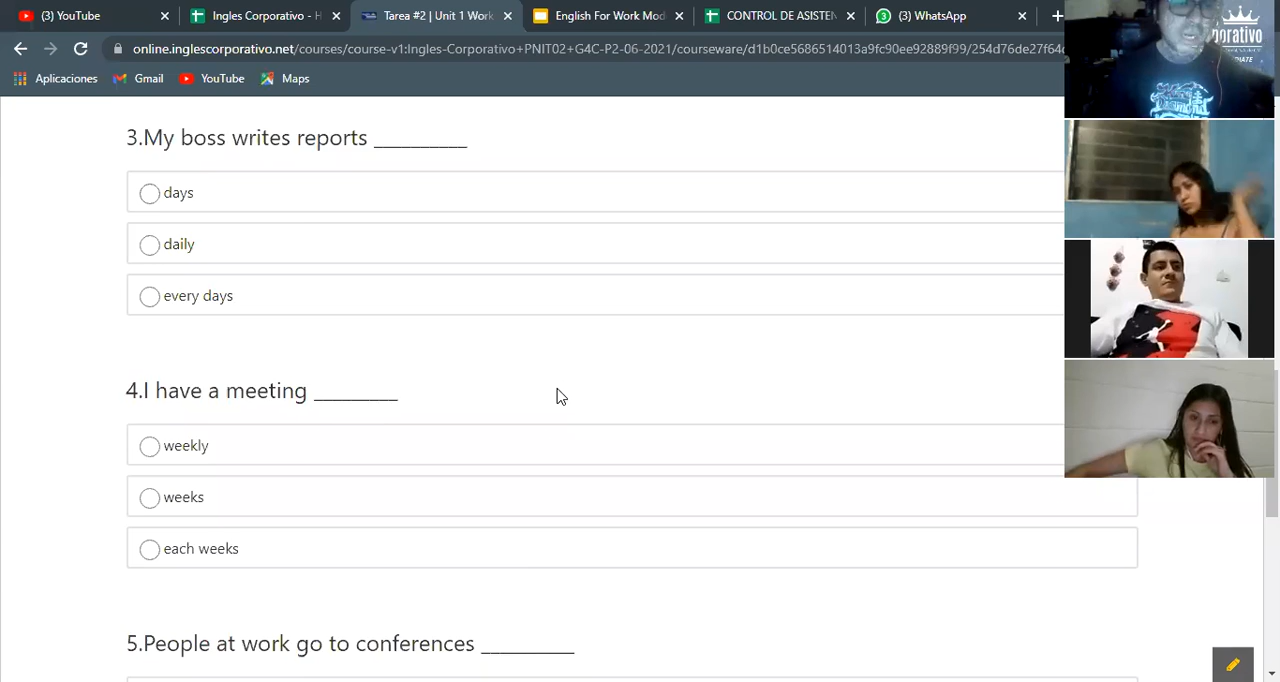 (3) YouTube
Ingles Corporativo - H
Tarea #2 | Unit 1 Work
English For Work Mod
CONTROL DE ASISTEN
(3) WhatsApp
online.inglescorporativo.net/courses/course-v1:Ingles-Corporativo+PNIT02+G4C-P2-06-2021/courseware/d1b0ce5686514013a9fc90ee92889f99/254d76de27f64c
Aplicaciones
Gmail
YouTube
Maps
3.My boss writes reports __________
days
daily
every days
4.I have a meeting _________
weekly
weeks
each weeks
5.People at work go to conferences __________